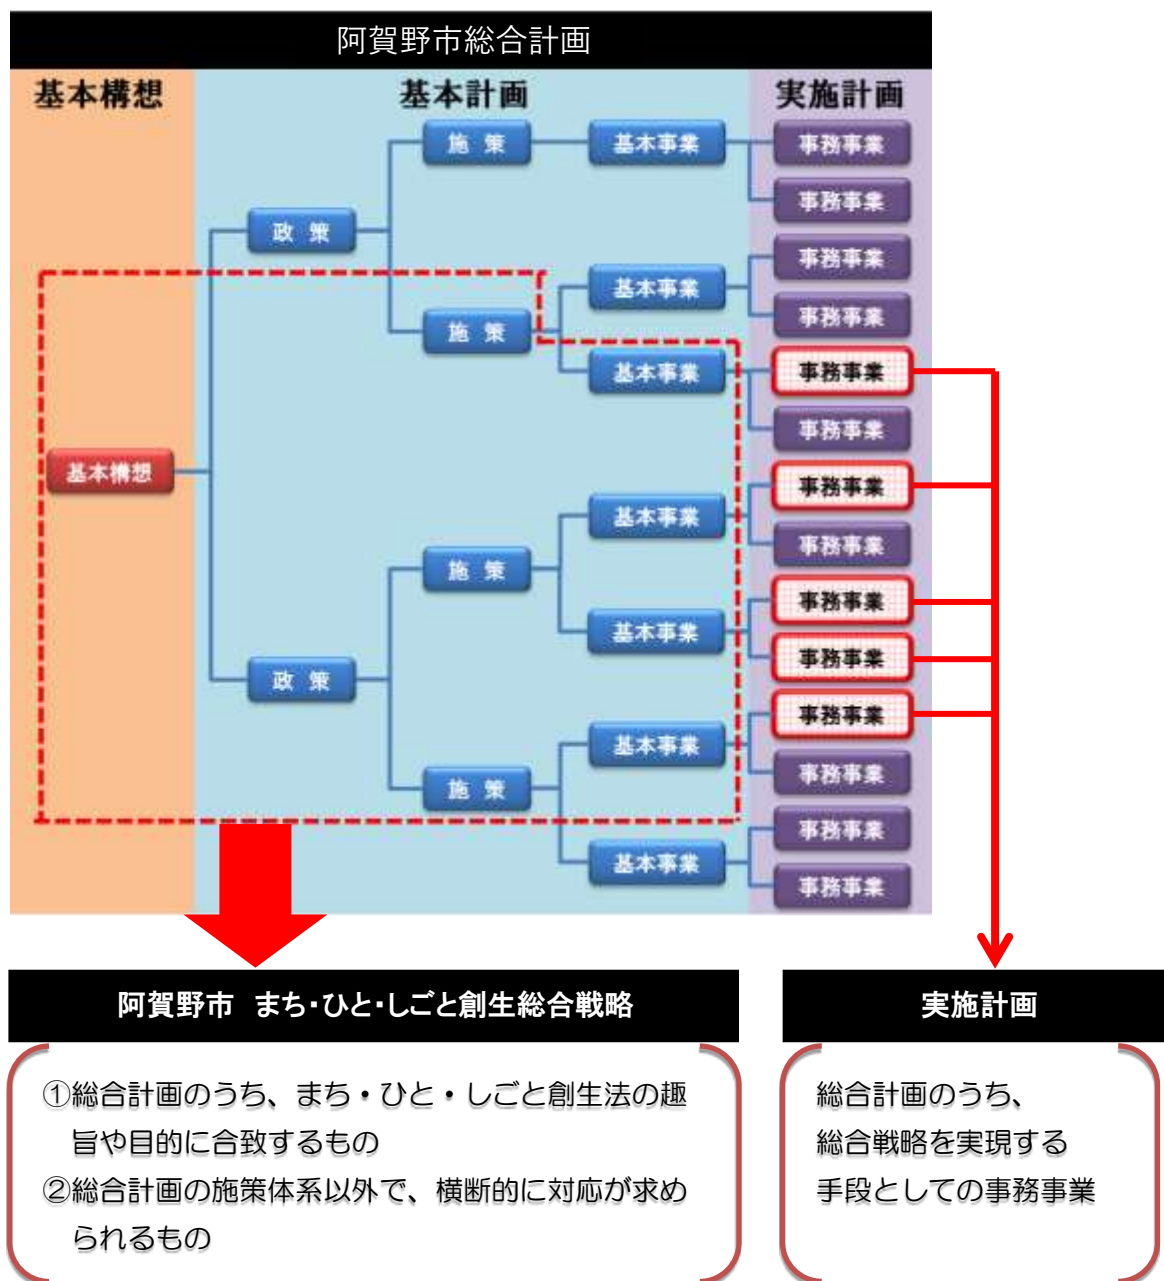 阿賀野市総合計画
基本構想
基本計画
実施計画
施 策
基本事業
事務事業
事務事業
政 策
事務事業
基本事業
施 策
事務事業
基本事業
事務事業
事務事業
基本構想
事務事業
基本事業
事務事業
施 策
事務事業
基本事業
事務事業
政 策
事務事業
基本事業
事務事業
施 策
事務事業
基本事業
事務事業
阿賀野市 まち・ひと・しごと創生総合戦略
①総合計画のうち、まち・ひと・しごと創生法の趣
旨や目的に合致するもの
②総合計画の施策体系以外で、横断的に対応が求め
られるもの
実施計画
総合計画のうち、
総合戦略を実現する
手段としての事務事業